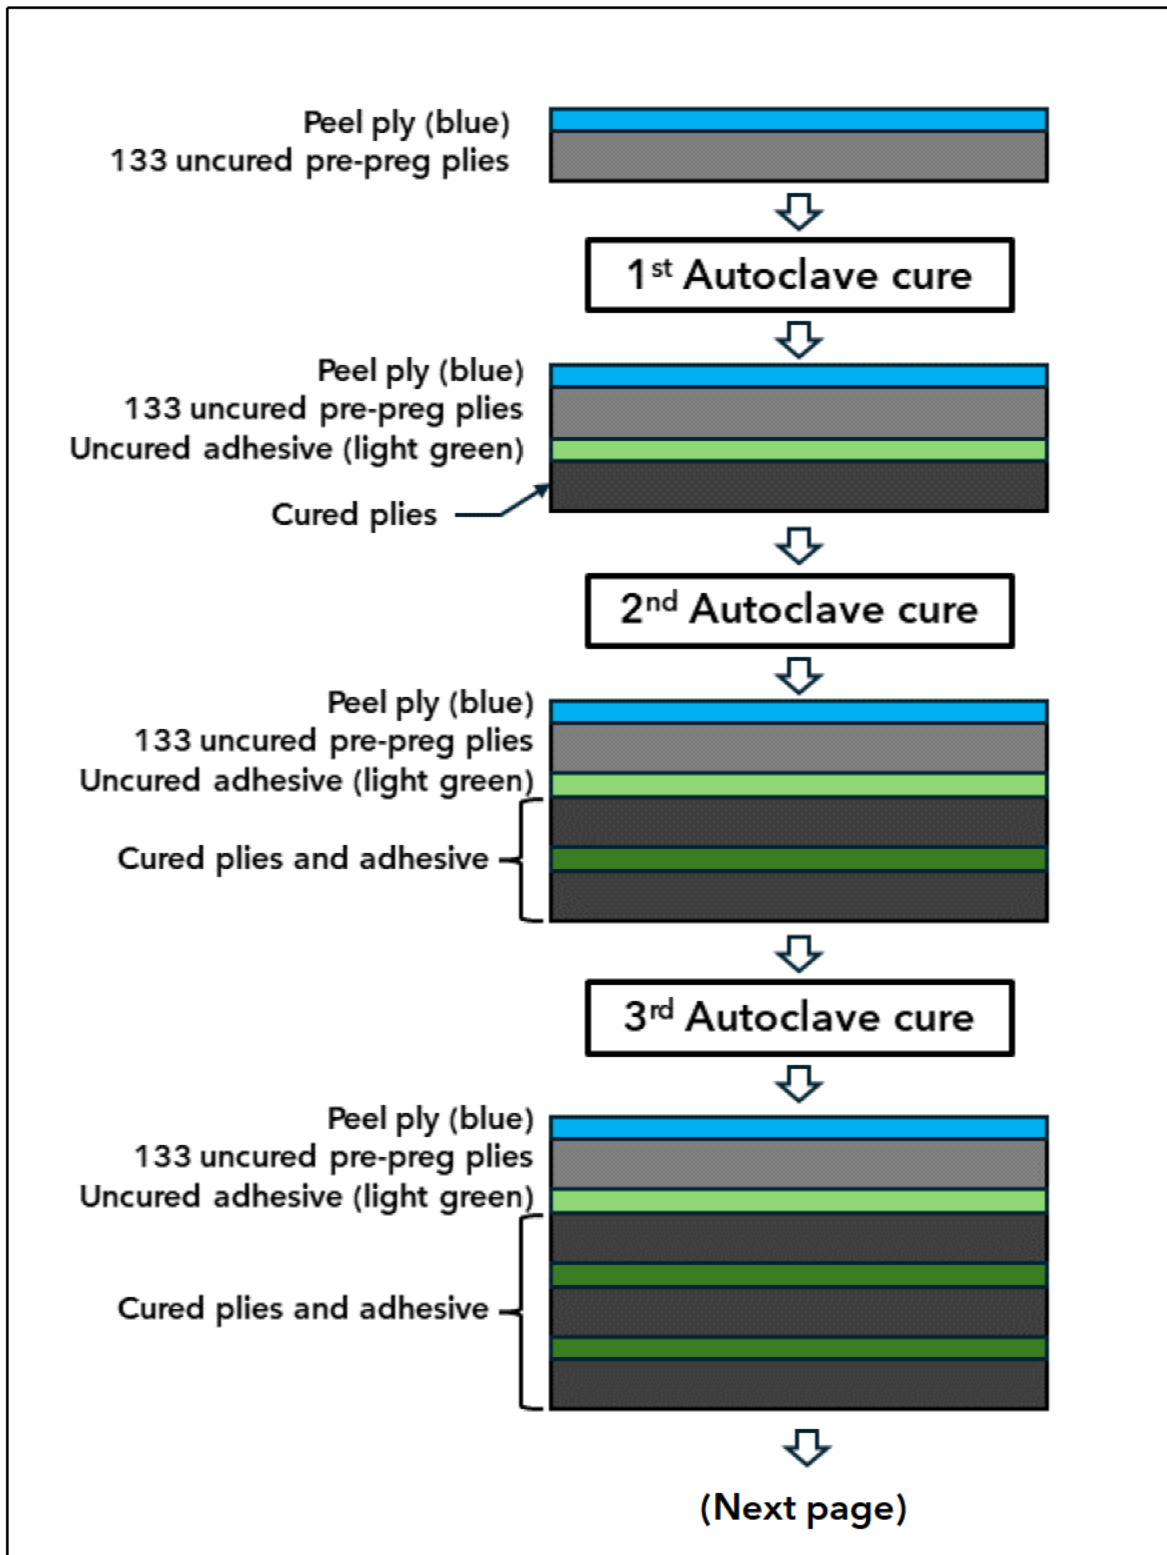 Peel ply (blue)
133 uncured pre-preg plies
1st Autoclave cure
Peel ply (blue)
133 uncured pre-preg plies
Uncured adhesive (light green)
Cured plies
2nd Autoclave cure
Peel ply (blue)
133 uncured pre-preg plies
Uncured adhesive (light green)
Cured plies and adhesive
3rd Autoclave cure
Peel ply (blue)
133 uncured pre-preg plies
Uncured adhesive (light green)
Cured plies and adhesive
(Next page)